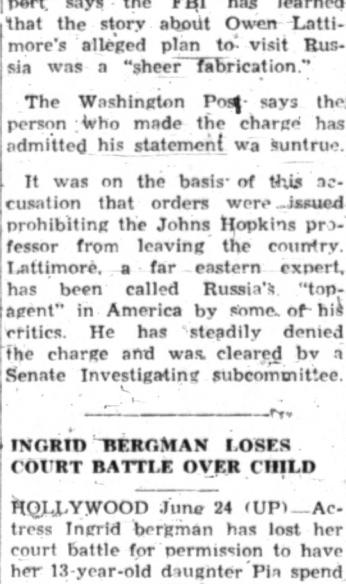 port, says the FBI has learned
that the story about Owen Latti-
more's alleged plan to visit Rus-
sia was a "sheer fabrication."
The Washington Post says the
person who made the charge has
admitted his statement wa suntrue.
It was on the basis of this ac-
cusation that orders were issued
prohibiting the Johns Hopkins pro-
fessor from leaving the country.
Lattimore, a far eastern expert,
has been called Russia's "top-
agent" in America by some of his
critics. He has steadily denied
the charge and was cleared by a
Senate Investigating subcommittee.
INGRID BERGMAN LOSES
COURT BATTLE OVER CHILD
HOLLYWOOD June 24 (UP)—Ac-
tress Ingrid bergman has lost her
court battle for permission to have
her 13-year-old daugnter Pia spend